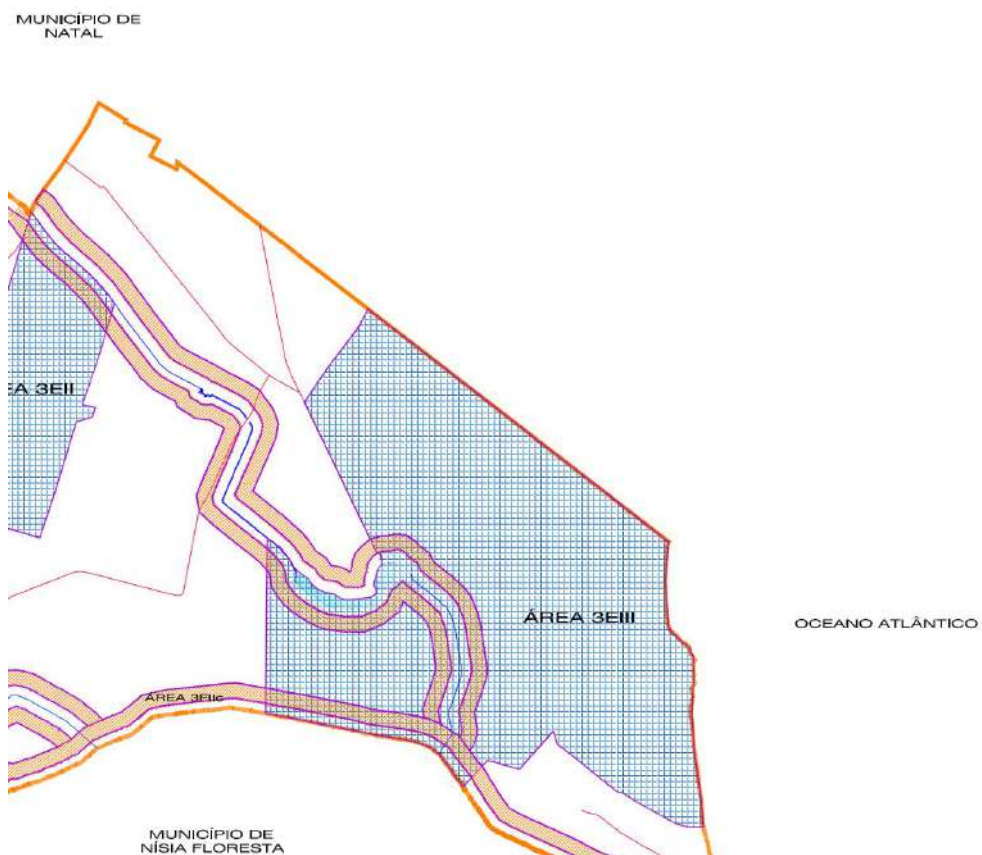 MUNICÍPIO DE
NATAL
EA 3EII
ÁREA 3EIII
OCEANO ATLÂNTICO
ÁREA 3EIIc
MUNICÍPIO DE
NÍSIA FLORESTA